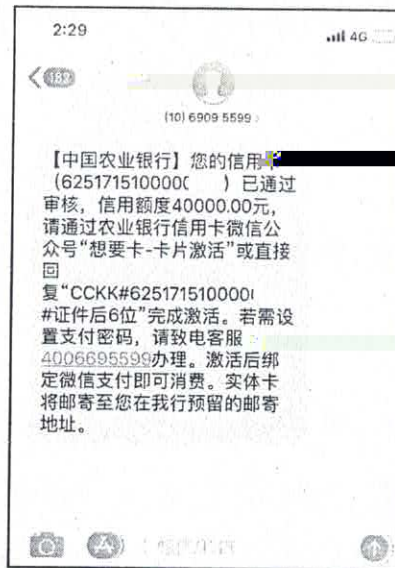 2:29
4G
182
(10) 6909 5599 >
【中国农业银行】您的信用
(625171510000 ) 已通过
审核，信用额度40000.00元，
请通过农业银行信用卡微信公
众号“想要卡-卡片激活”或直接
回
复“CCKK#625171510000
#证件后6位”完成激活。若需设
置支付密码，请致电客服
4006695599办理。激活后绑
定微信支付即可消费。实体卡
将邮寄至您在我行预留的邮寄
地址。